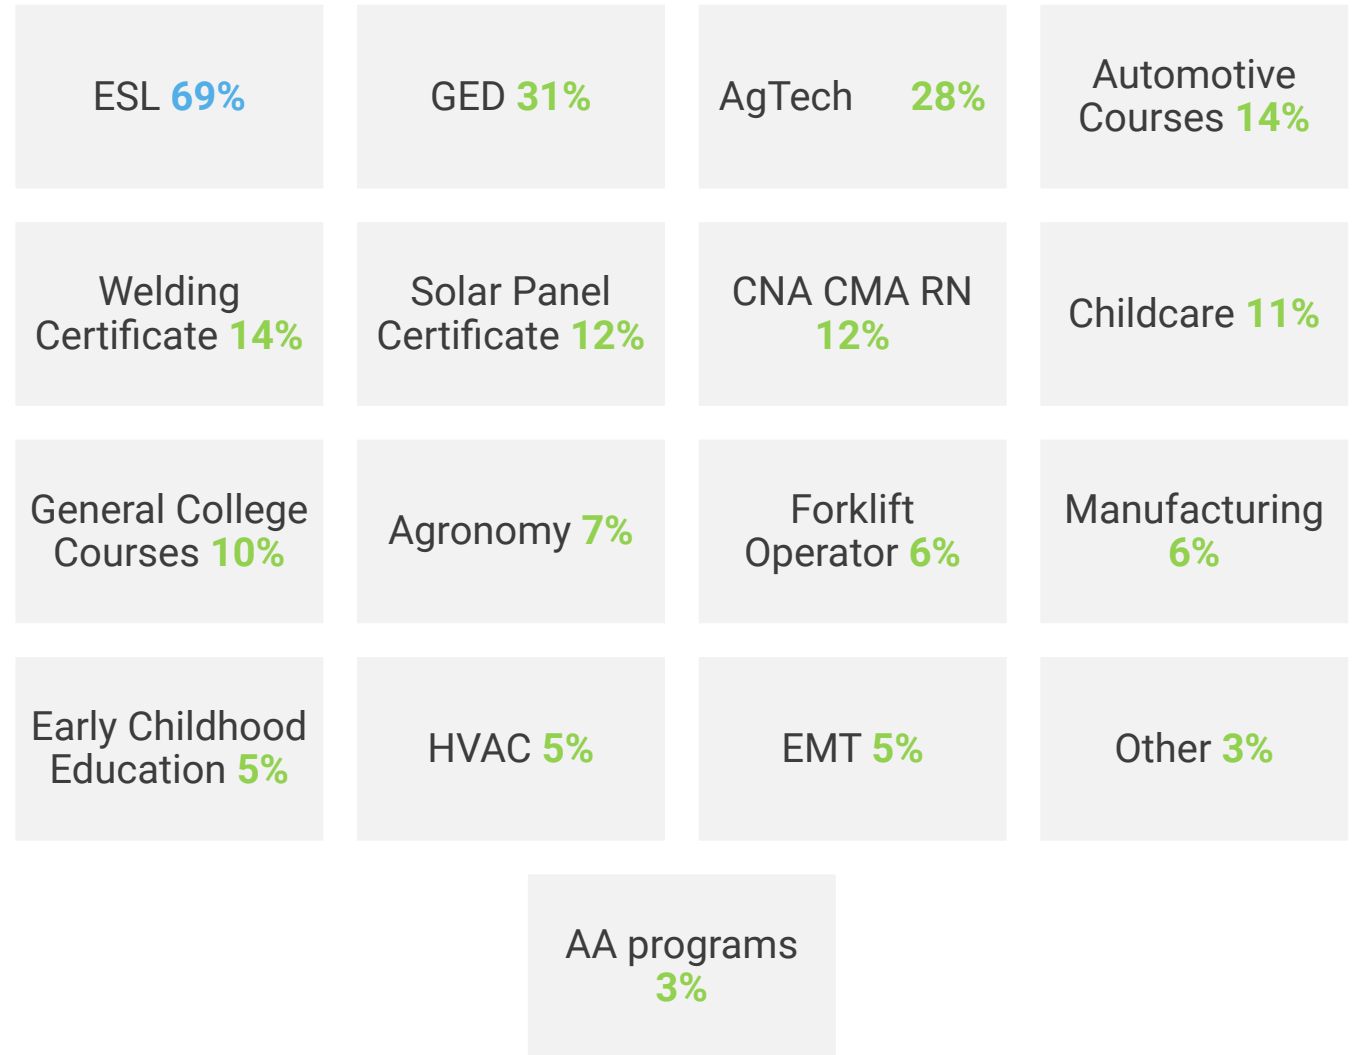 ESL 69%
GED 31%
AgTech 28%
Automotive
Courses 14%
Welding
Certificate 14%
Solar Panel
Certificate 12%
CNA CMA RN
12%
Childcare 11%
General College
Courses 10%
Agronomy 7%
Forklift
Operator 6%
Manufacturing
6%
Early Childhood
Education 5%
HVAC 5%
EMT 5%
Other 3%
AA programs
3%